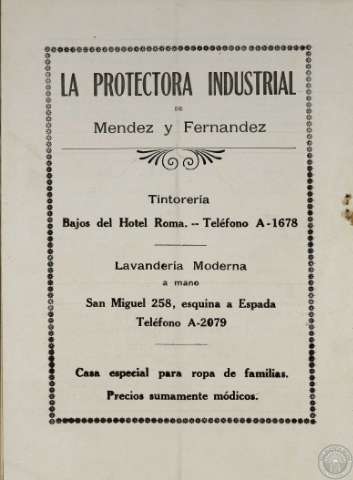 LA PROTECTORA INDUSTRIAL
DE
Mendez y Fernandez
Tintorería
Bajos del Hotel Roma. -- Teléfono A-1678
Lavandería Moderna
a mano
San Miguel 258, esquina a Espada
Teléfono A-2079
Casa especial para ropa de familias.
Precios sumamente módicos.